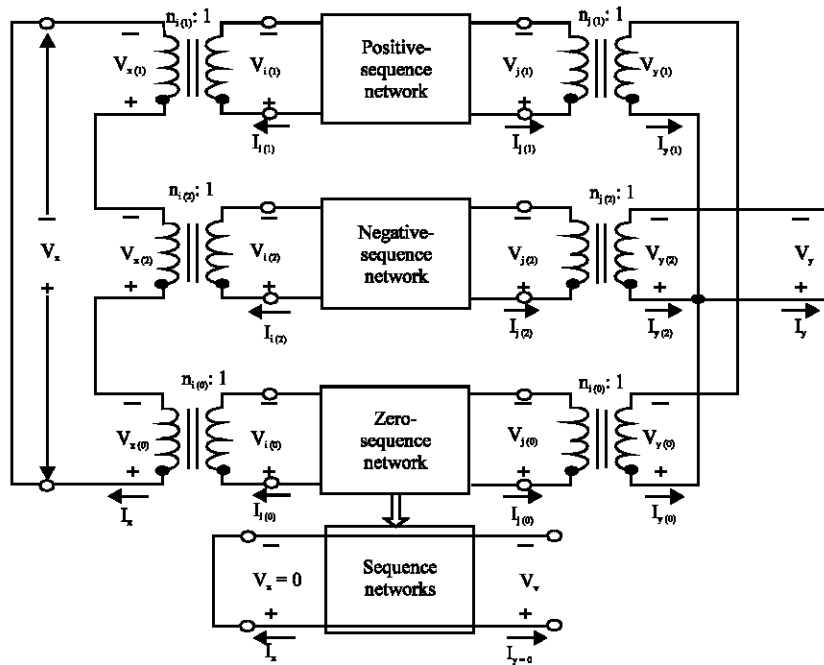 n_i(1): 1
n_j(1): 1
V_x(1)
V_i(1)
Positive-
sequence
network
V_j(1)
V_y(1)
I_i(1)
I_j(1)
I_y(1)
n_i(2): 1
n_j(2): 1
V_x
V_x(2)
V_i(2)
Negative-
sequence
network
V_j(2)
V_y(2)
V_y
I_i(2)
I_j(2)
I_y(2)
I_y
n_i(0): 1
n_i(0): 1
V_x(0)
V_i(0)
Zero-
sequence
network
V_j(0)
V_y(0)
I_x
I_i(0)
I_j(0)
I_y(0)
V_x = 0
Sequence
networks
V_v
I_x
I_y=0